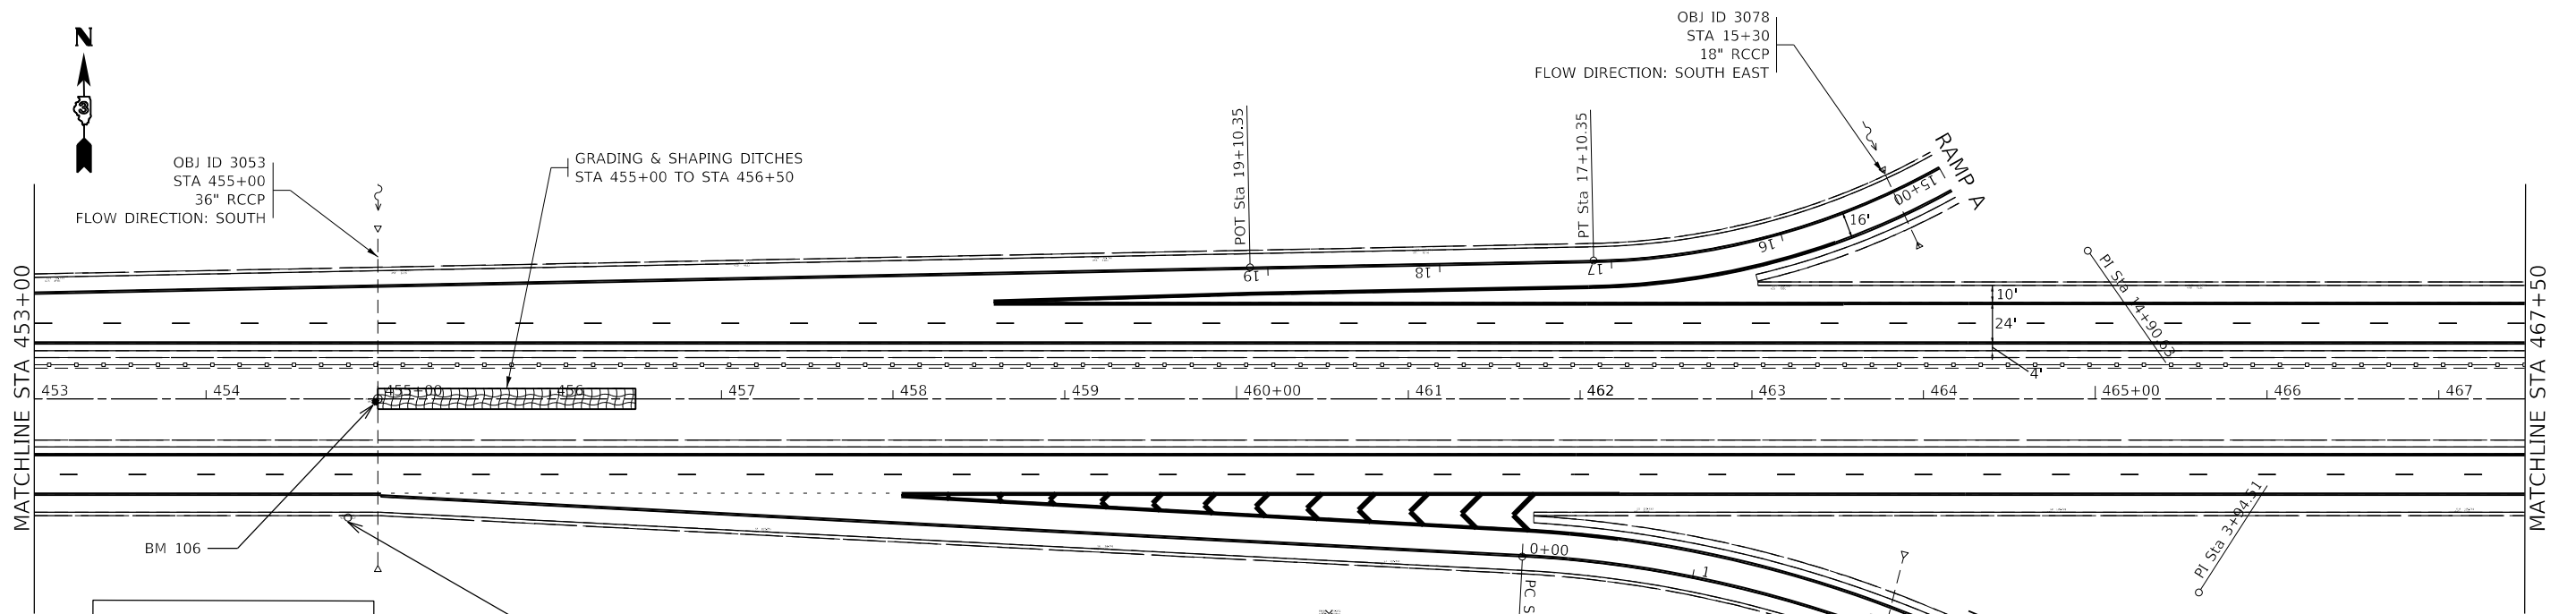 N
3
OBJ ID 3053
STA 455+00
36" RCCP
FLOW DIRECTION: SOUTH
GRADING & SHAPING DITCHES
STA 455+00 TO STA 456+50
OBJ ID 3078
STA 15+30
18" RCCP
FLOW DIRECTION: SOUTH EAST
POT Sta 19+10.35
PT Sta 17+10.35
RAMP A
15+00
16'
16
17
18
19
PI Sta 14+90.63
10'
24'
4'
MATCHLINE STA 453+00
MATCHLINE STA 467+50
453 454 455+00 456 457 458 459 460+00 461 462 463 464 465+00 466 467
BM 106
0+00
1
PC S
PI Sta 3+94.51